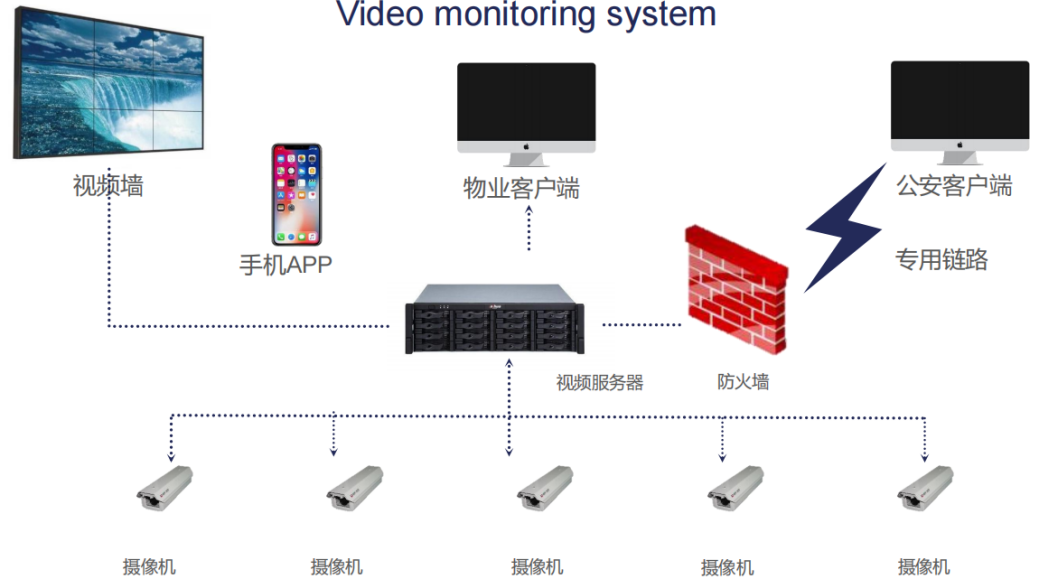 Video monitoring system
视频墙
手机APP
物业客户端
公安客户端
专用链路
视频服务器
防火墙
摄像机
摄像机
摄像机
摄像机
摄像机